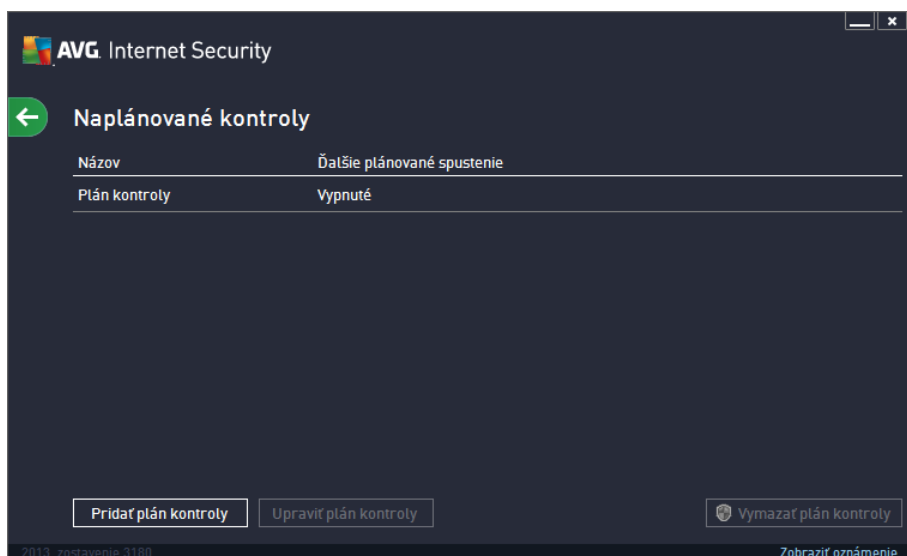 AVG. Internet Security
Naplánované kontroly
Názov Ďalšie plánované spustenie
Plán kontroly Vypnuté
Pridať plán kontroly Upraviť plán kontroly Vymazať plán kontroly
2013 zostavenie 3180 Zobraziť oznámenie